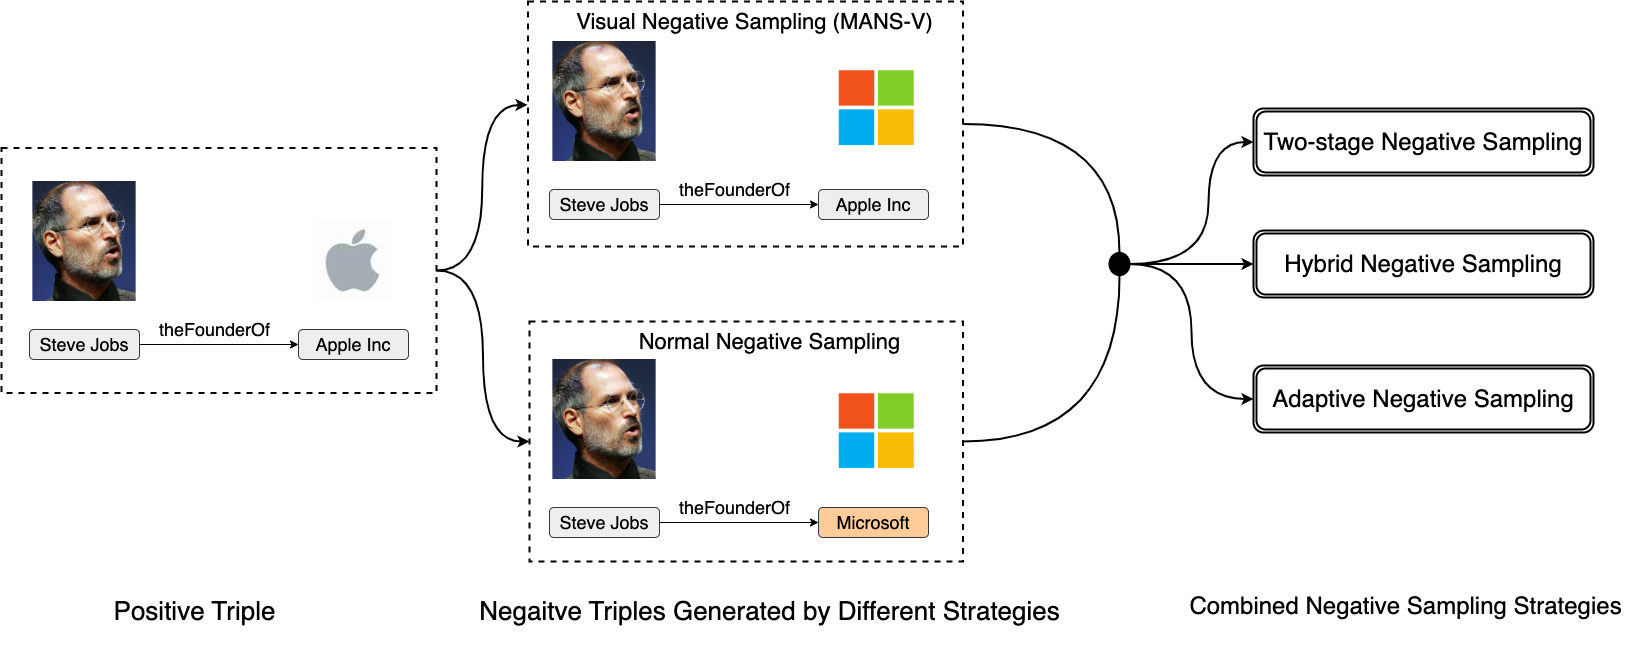 Visual Negative Sampling (MANS-V)
Steve Jobs
theFounderOf
Apple Inc
Steve Jobs
theFounderOf
Apple Inc
Normal Negative Sampling
Steve Jobs
theFounderOf
Microsoft
Two-stage Negative Sampling
Hybrid Negative Sampling
Adaptive Negative Sampling
Positive Triple
Negaitve Triples Generated by Different Strategies
Combined Negative Sampling Strategies